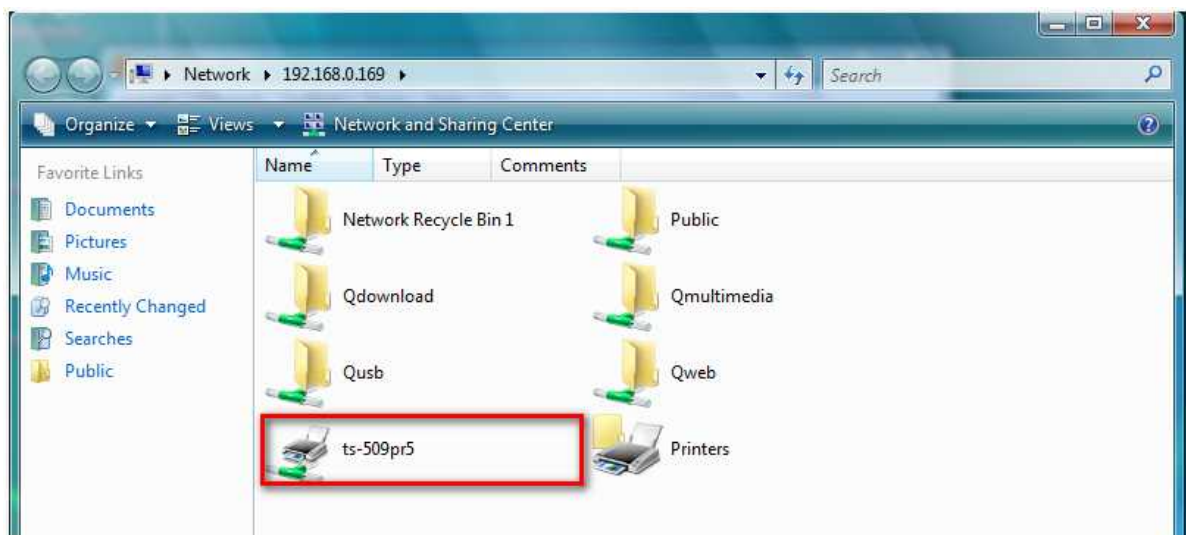 Network 192.168.0.169 Search
Organize Views Network and Sharing Center
Favorite Links
Documents
Pictures
Music
Recently Changed
Searches
Public
Name Type Comments
Network Recycle Bin 1 Public
Qdownload Qmultimedia
Qusb Qweb
ts-509pr5 Printers